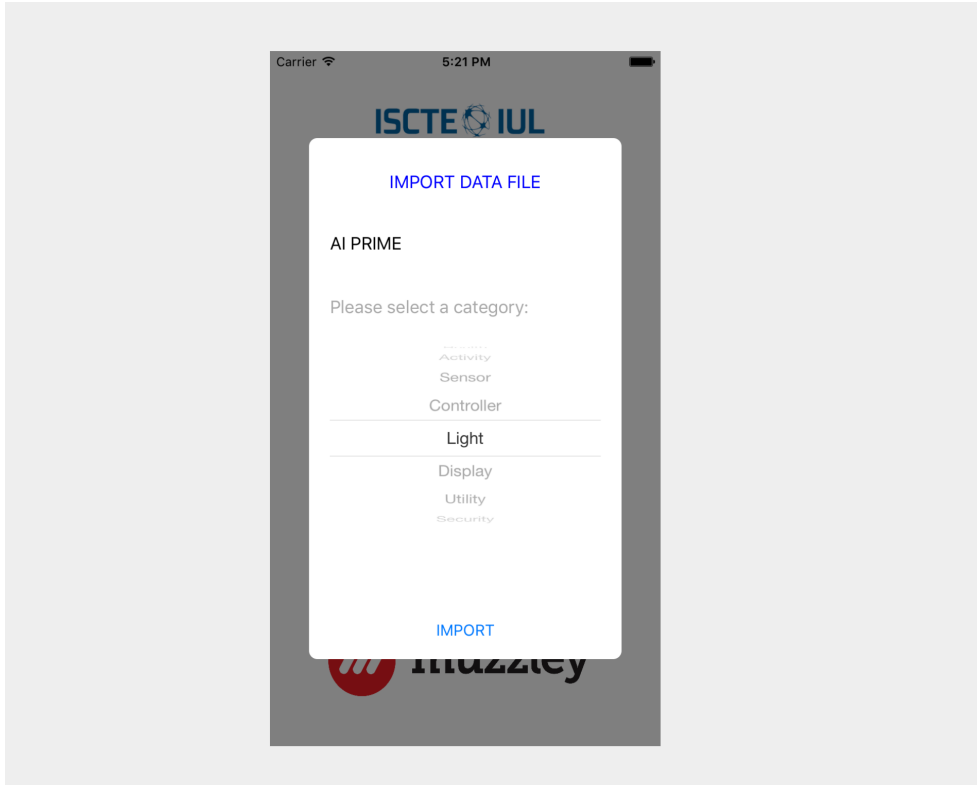 Carrier 5:21 PM
ISCTE IUL
IMPORT DATA FILE
AI PRIME
Please select a category:
Activity
Sensor
Controller
Light
Display
Utility
Security
IMPORT
muzzley